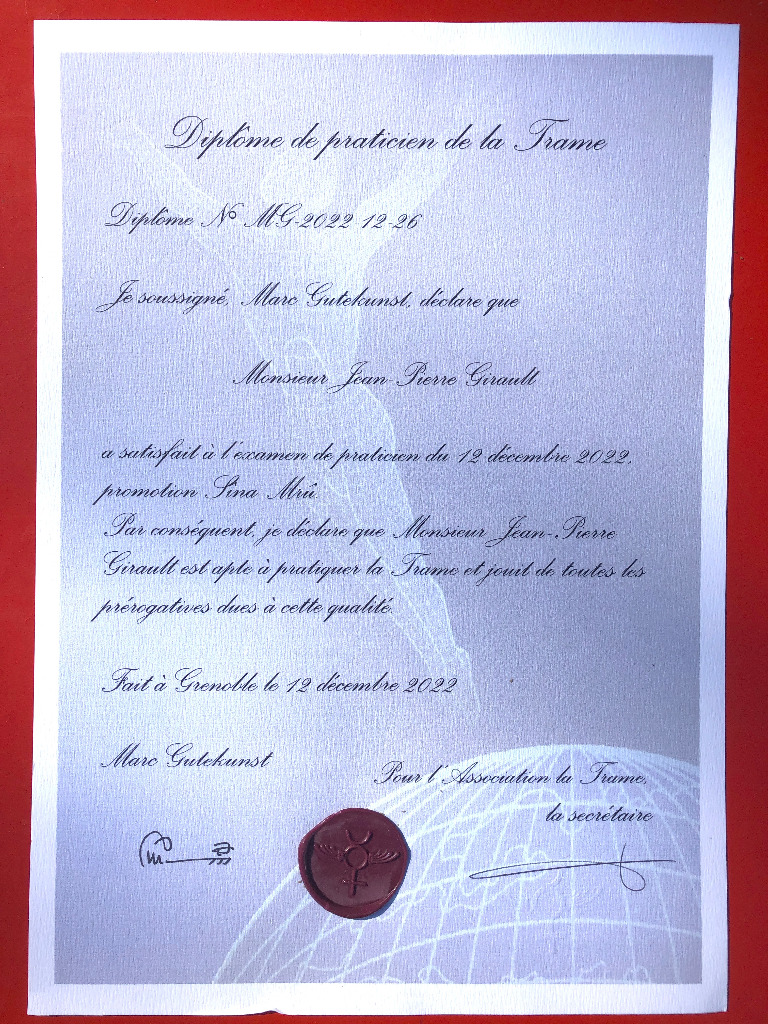 Diplôme de praticien de la Trame
Diplôme N° MG-2022-12-26
Je soussigné, Marc Gutekunst, déclare que
Monsieur Jean-Pierre Girault
a satisfait à l'examen de praticien du 12 décembre 2022,
promotion Sîna Mrû.
Par conséquent, je déclare que Monsieur Jean-Pierre
Girault est apte à pratiquer la Trame et jouit de toutes les
prérogatives dues à cette qualité.
Fait à Grenoble le 12 décembre 2022
Marc Gutekunst
Pour l'Association la Trame,
la secrétaire